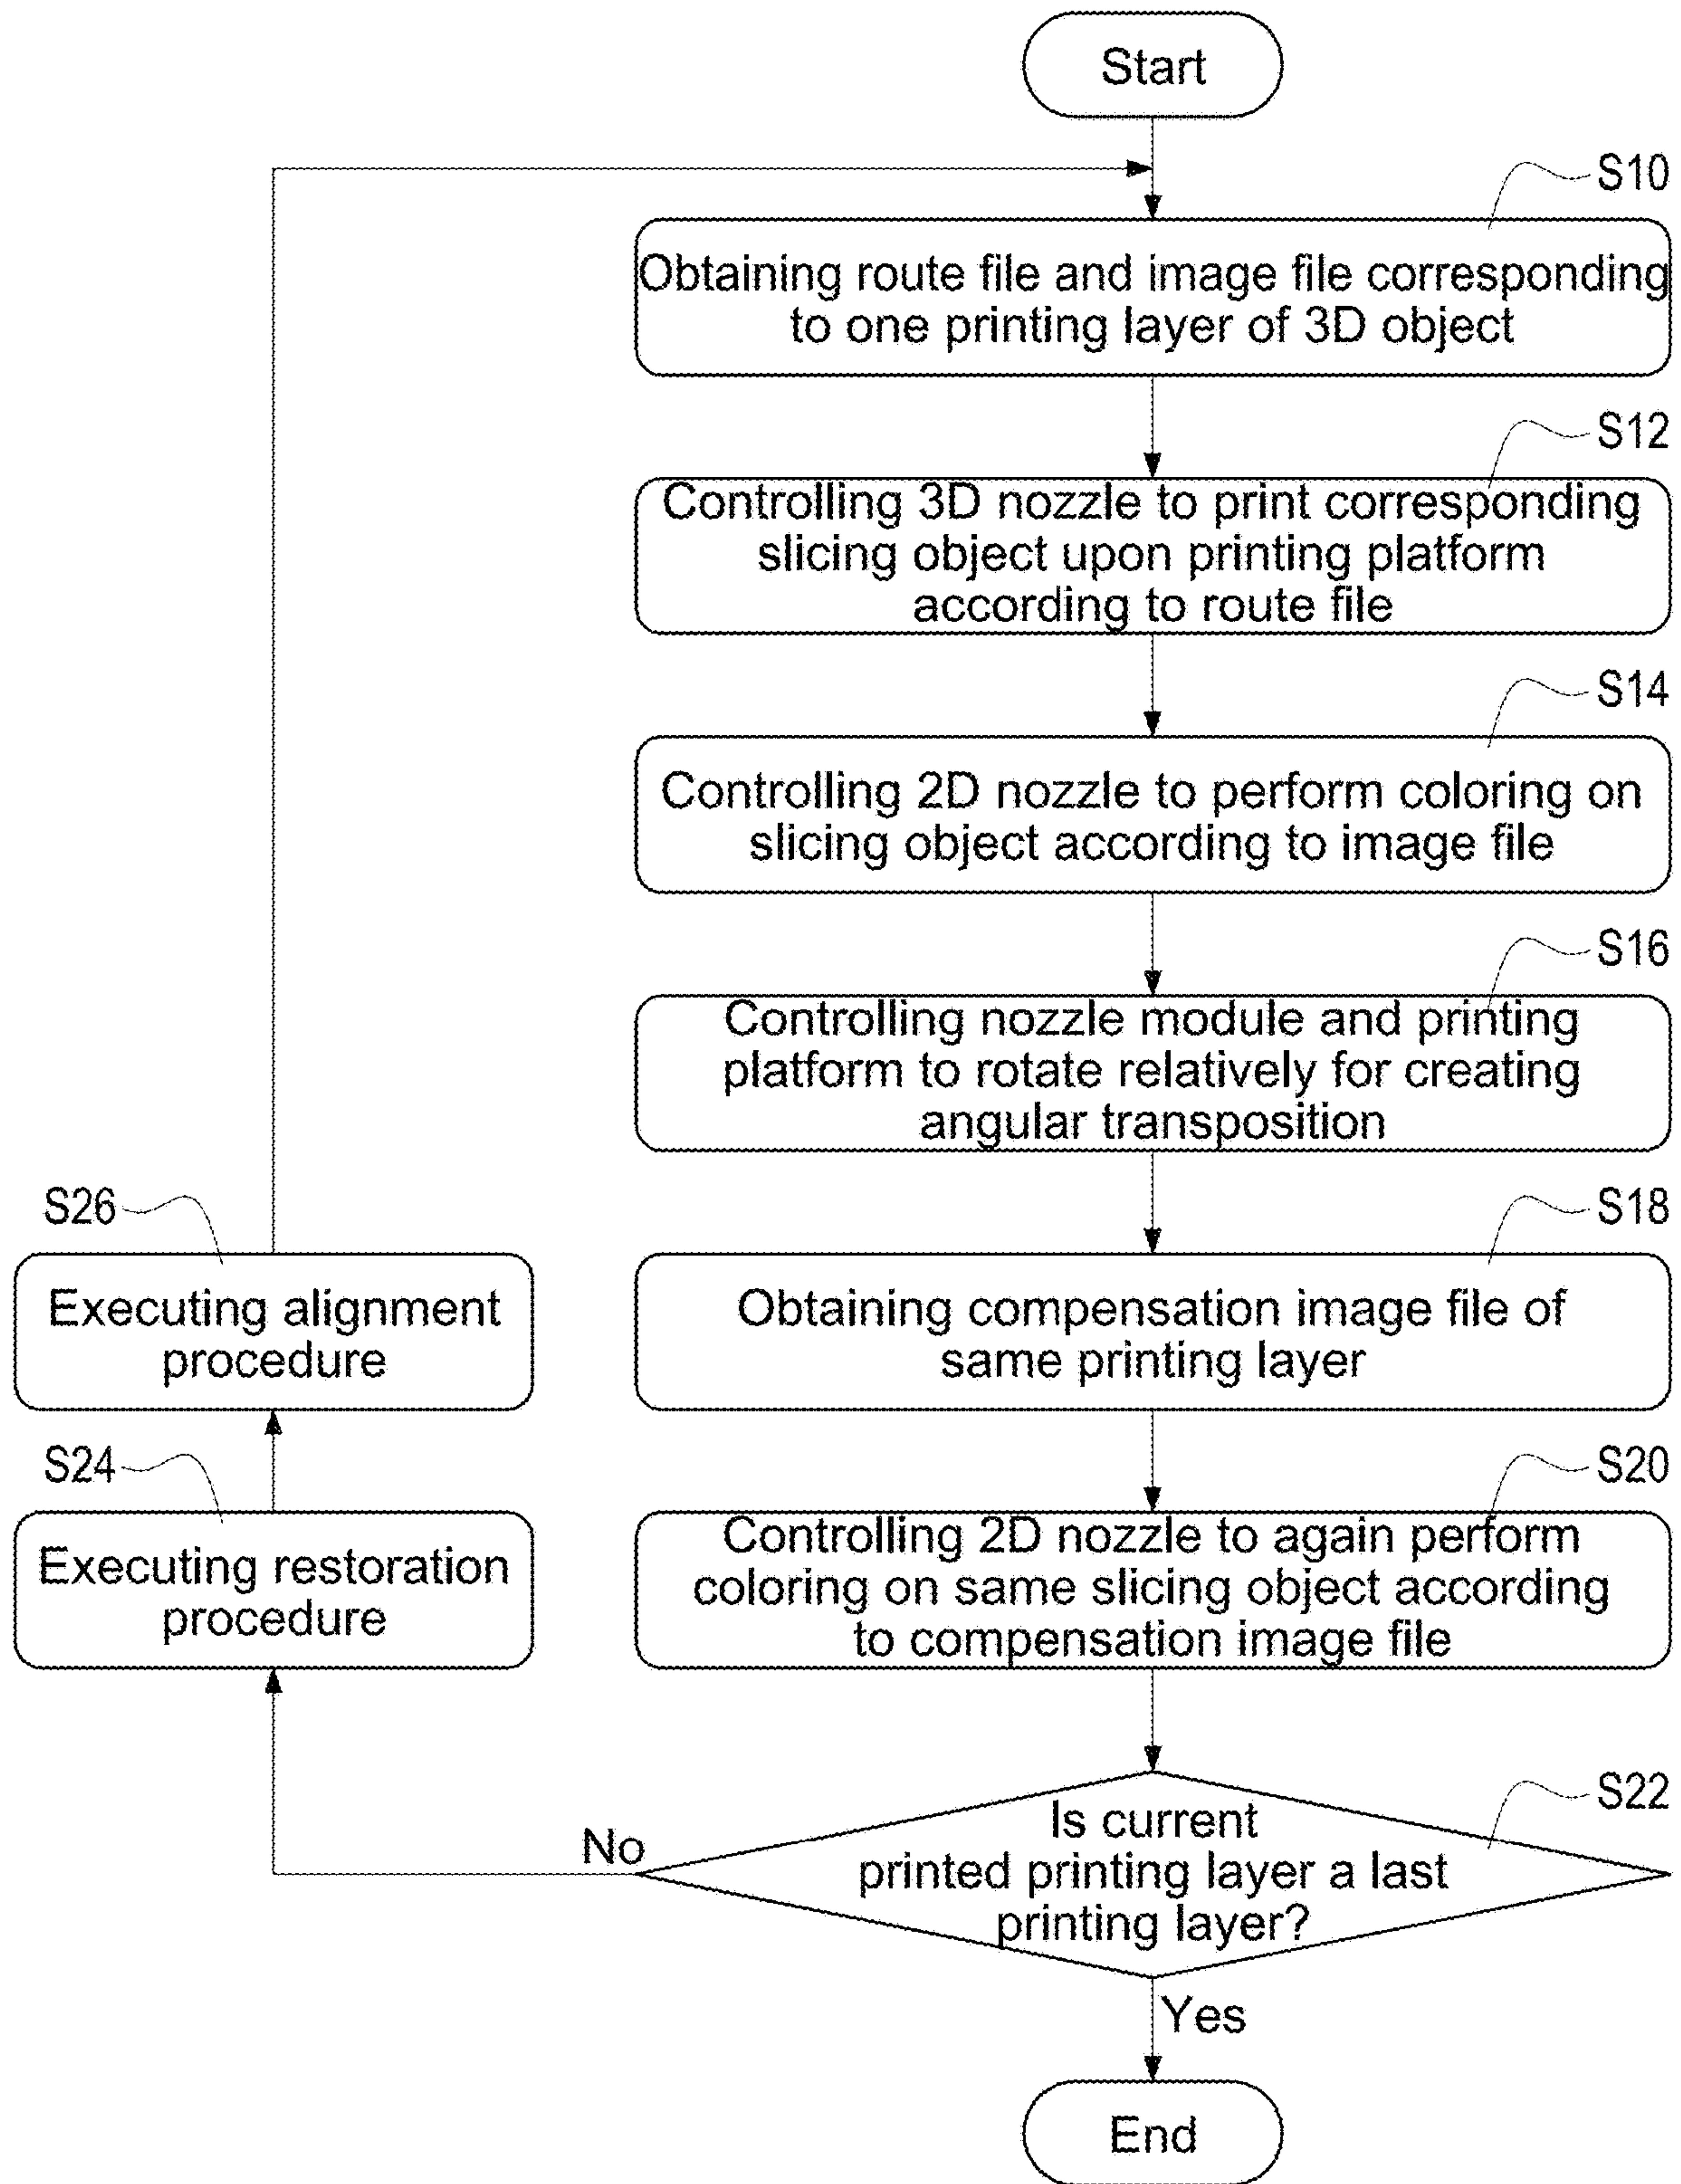 Start
S10
Obtaining route file and image file corresponding
to one printing layer of 3D object
S12
Controlling 3D nozzle to print corresponding
slicing object upon printing platform
according to route file
S14
Controlling 2D nozzle to perform coloring on
slicing object according to image file
S16
Controlling nozzle module and printing
platform to rotate relatively for creating
angular transposition
S18
Obtaining compensation image file of
same printing layer
S20
Controlling 2D nozzle to again perform
coloring on same slicing object according
to compensation image file
S22
Is current
printed printing layer a last
printing layer?
No
S24
Executing restoration
procedure
S26
Executing alignment
procedure
Yes
End